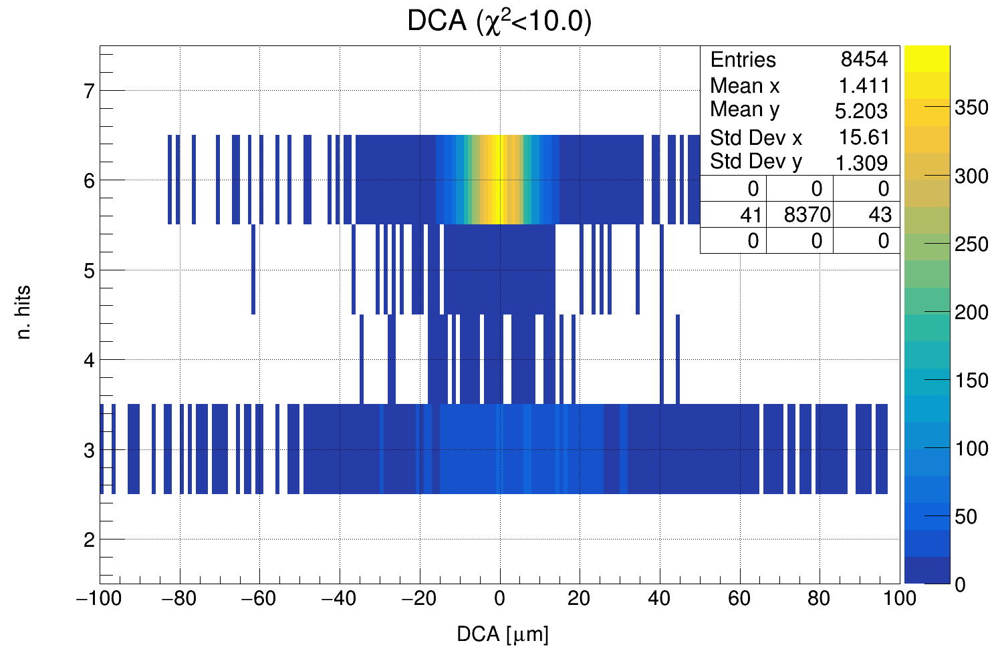 DCA (χ²<10.0)
Entries 8454
Mean x 1.411
Mean y 5.203
Std Dev x 15.61
Std Dev y 1.309
0 0 0
41 8370 43
0 0 0
7
6
5
4
3
2
n. hits
350
300
250
200
150
100
50
0
−100 −80 −60 −40 −20 0 20 40 60 80 100
DCA [μm]